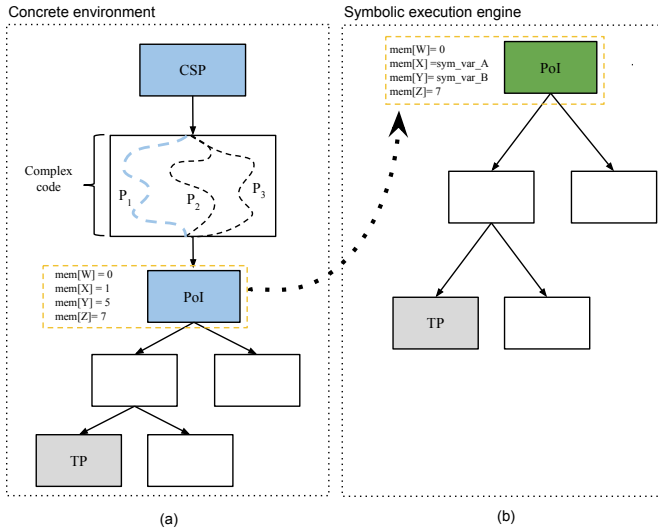 Concrete environment
CSP
Complex
code
P1
P2
P3
mem[W] = 0
mem[X] = 1
mem[Y] = 5
mem[Z]= 7
PoI
TP
(a)
Symbolic execution engine
mem[W]= 0
mem[X] =sym_var_A
mem[Y]= sym_var_B
mem[Z]= 7
PoI
TP
(b)